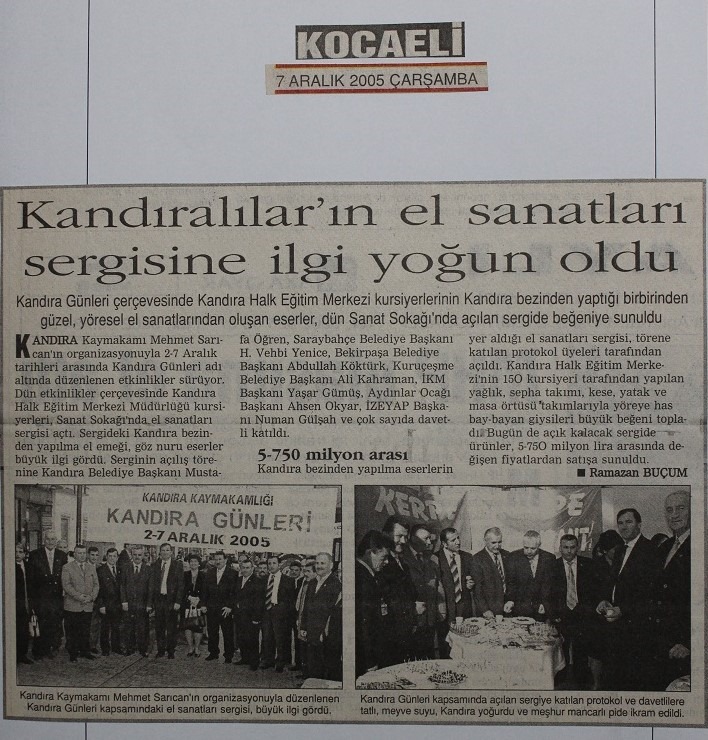 KOCAELİ
7 ARALIK 2005 ÇARŞAMBA
Kandıralılar'ın el sanatları
sergisine ilgi yoğun oldu
Kandıra Günleri çerçevesinde Kandıra Halk Eğitim Merkezi kursiyerlerinin Kandıra bezinden yaptığı birbirinden
güzel, yöresel el sanatlarından oluşan eserler, dün Sanat Sokağı'nda açılan sergide beğeniye sunuldu
KANDIRA Kaymakamı Mehmet Sarı-
can'ın organizasyonuyla 2-7 Aralık
tarihleri arasında Kandıra Günleri adı
altında düzenlenen etkinlikler sürüyor.
Dün etkinlikler çerçevesinde Kandıra
Halk Eğitim Merkezi Müdürlüğü kursi-
yerleri, Sanat Sokağı'nda el sanatları
sergisi açtı. Sergideki Kandıra bezin-
den yapılma el emeği, göz nuru eserler
büyük ilgi gördü. Serginin açılış töre-
nine Kandıra Belediye Başkanı Musta-
fa Öğren, Saraybahçe Belediye Başkanı
H. Vehbi Yenice, Bekirpaşa Belediye
Başkanı Abdullah Köktürk, Kuruçeşme
Belediye Başkanı Ali Kahraman, İKM
Başkanı Yaşar Gümüş, Aydınlar Ocağı
Başkanı Ahsen Okyar, İZEYAP Başka-
nı Numan Gülşah ve çok sayıda davet-
li katıldı.
5-750 milyon arası
Kandıra bezinden yapılma eserlerin
yer aldığı el sanatları sergisi, törene
katılan protokol üyeleri tarafından
açıldı. Kandıra Halk Eğitim Merke-
zi'nin 150 kursiyeri tarafından yapılan
yağlık, sepha takımı, kese, yatak ve
masa örtüsü takımlarıyla yöreye has
bay-bayan giysileri büyük beğeni topla-
dı. Bugün de açık kalacak sergide
ürünler, 5-750 milyon lira arasında de-
ğişen fiyatlardan satışa sunuldu.
■ Ramazan BUÇUM
KANDIRA KAYMAKAMLIĞI
KANDIRA GÜNLERİ
2-7 ARALIK 2005
Kandıra Kaymakamı Mehmet Sarıcan'ın organizasyonuyla düzenlenen
Kandıra Günleri kapsamındaki el sanatları sergisi, büyük ilgi gördü.
Kandıra Günleri kapsamında açılan sergiye katılan protokol ve davetlilere
tatlı, meyve suyu, Kandıra yoğurdu ve meşhur mancarlı pide ikram edildi.